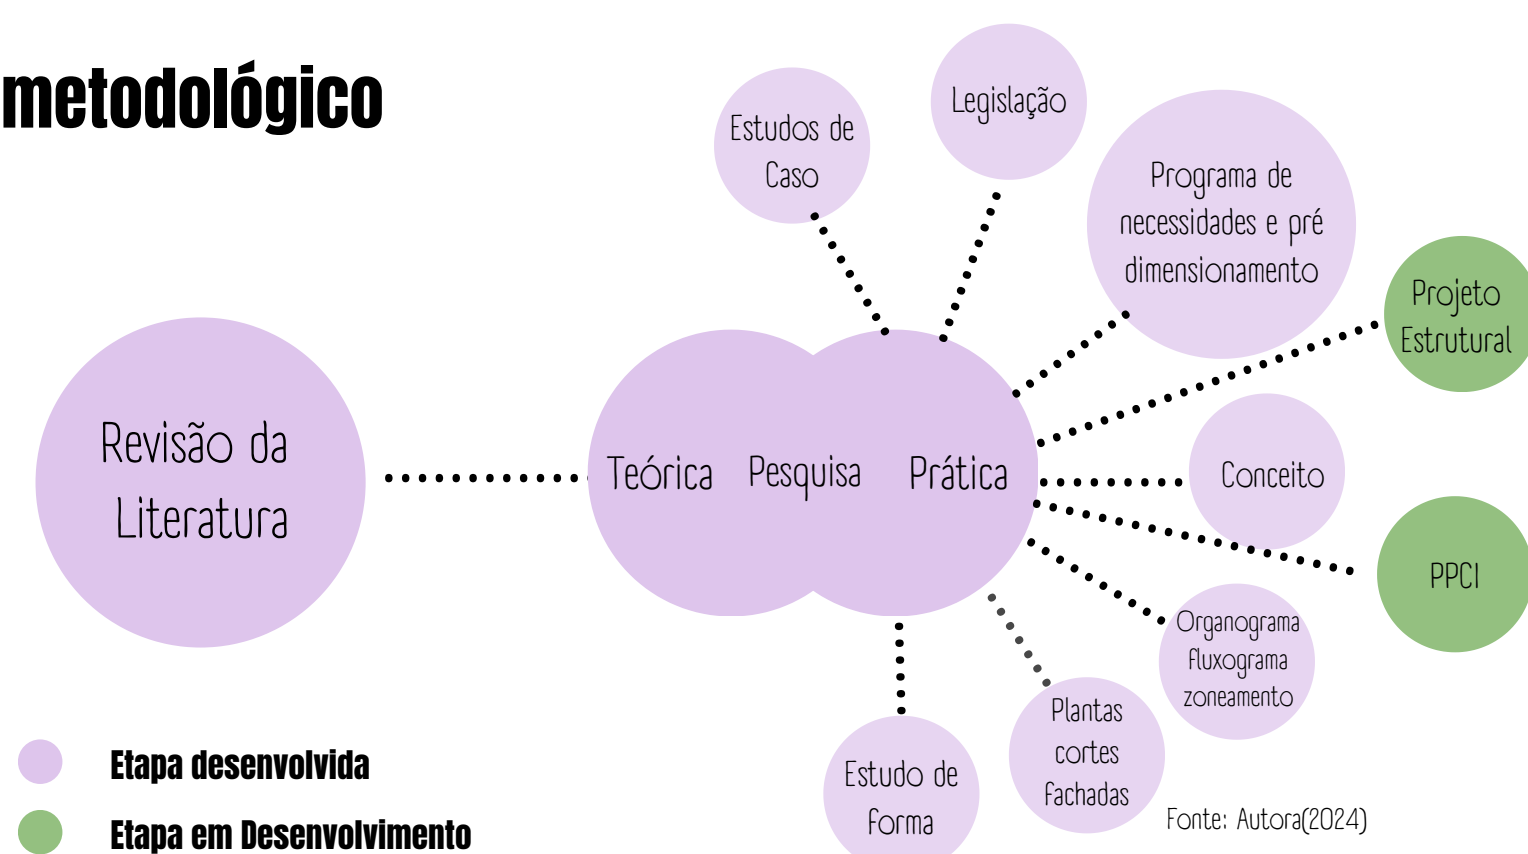 metodológico
Estudos de
Caso
Legislação
Programa de
necessidades e pré
dimensionamento
Projeto
Estrutural
Revisão da
Literatura
Teórica
Pesquisa
Prática
Conceito
PPCI
Organograma
fluxograma
zoneamento
Plantas
cortes
fachadas
Estudo de
forma
Etapa desenvolvida
Etapa em Desenvolvimento
Fonte: Autora(2024)